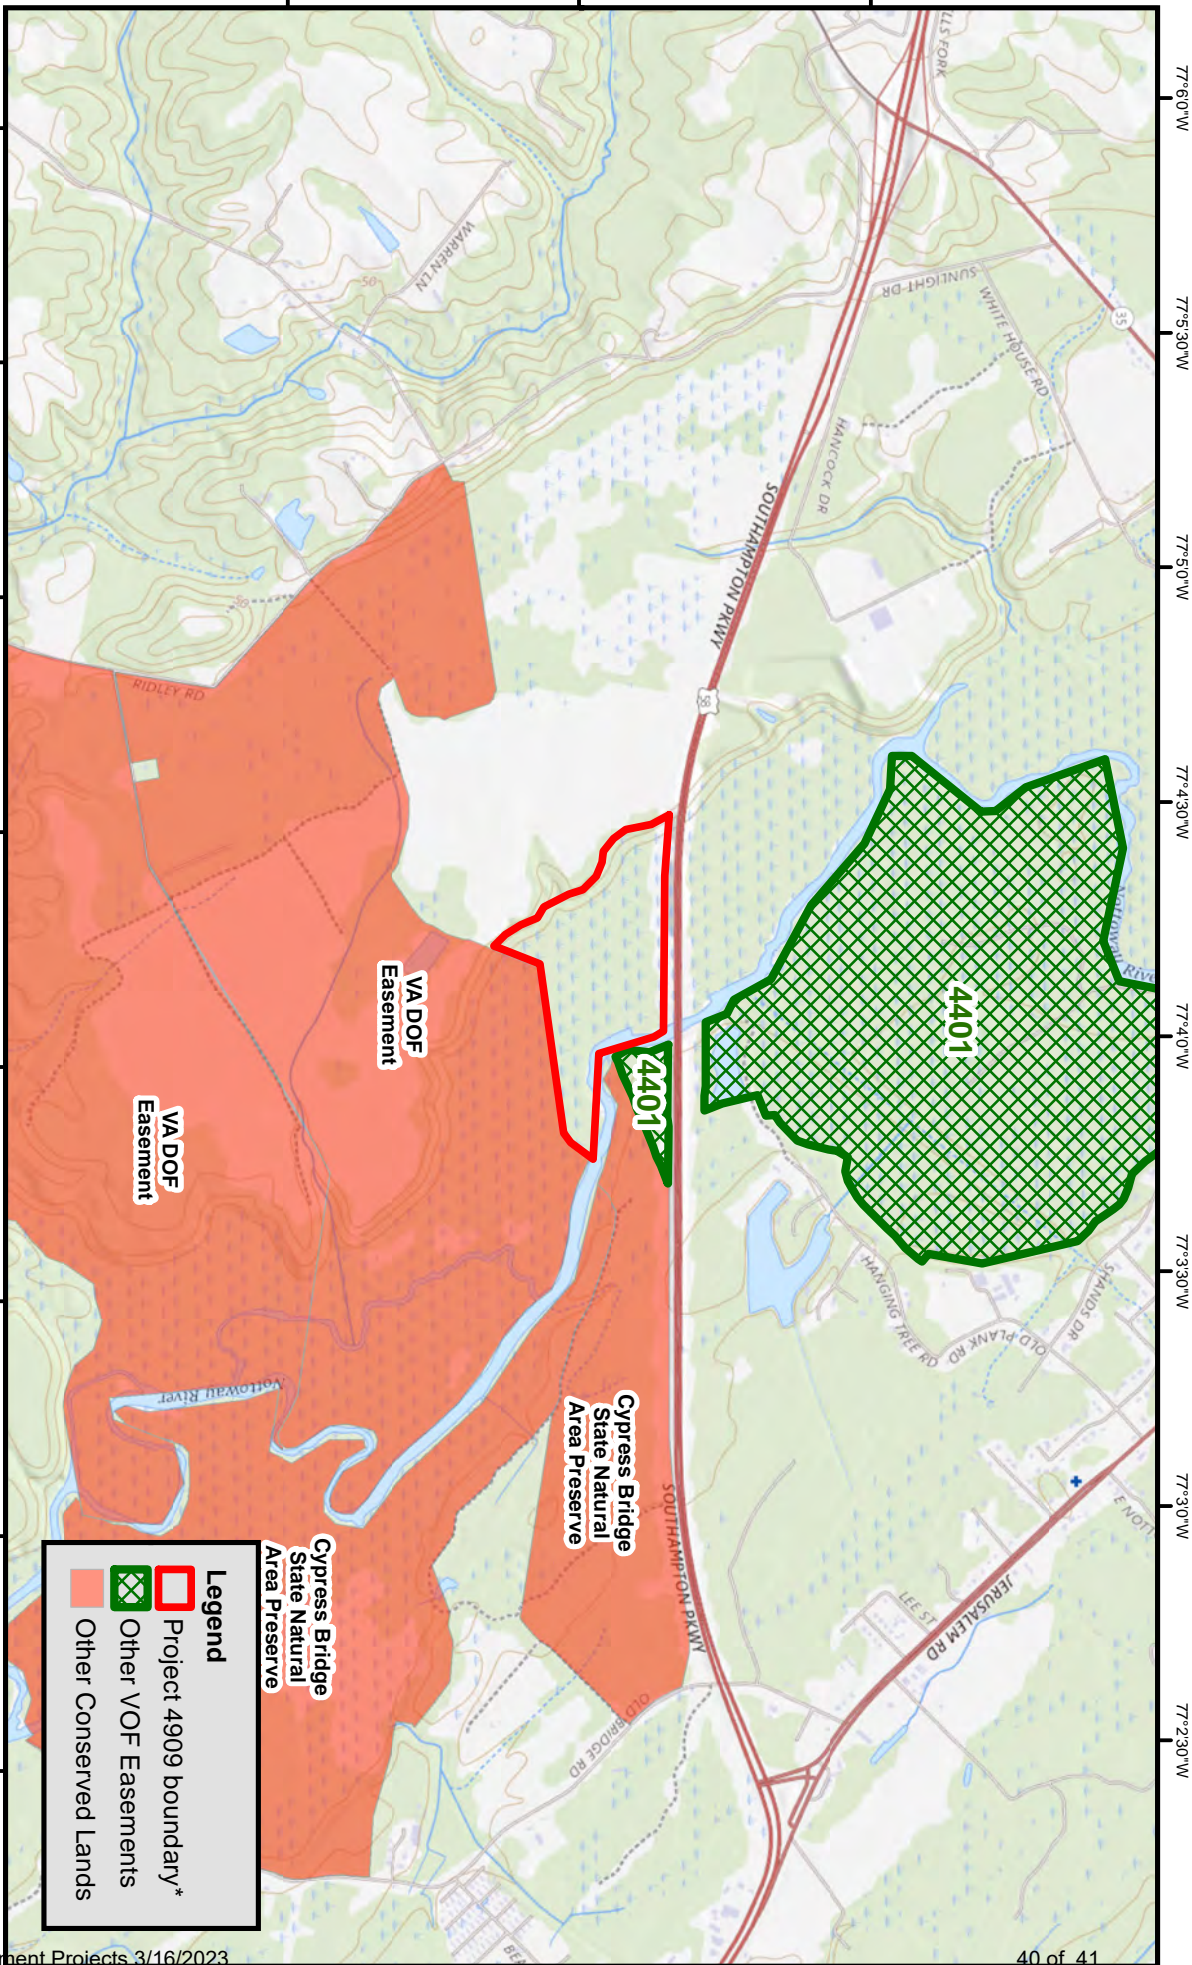 77°6'0"W
77°5'30"W
77°5'0"W
77°4'30"W
77°4'0"W
77°3'30"W
77°3'0"W
77°2'30"W
LLS FORK
35
SUNLIGHT DR
WHITE HOUSE RD
HANCOCK DR
WARREN LN
50
SOUTHAMPTON PKWY
58
50
RIDLEY RD
Nottoway Rive
4401
4401
VA DOF
Easement
VA DOF
Easement
HANGING TREE RD
OLD PLANK RD
SHANDS DR
Nottoway River
Cypress Bridge
State Natural
Area Preserve
SOUTHAMPTON PKWY
E NOTT
JERUSALEM RD
LEE ST
Cypress Bridge
State Natural
Area Preserve
OLD BRIDGE RD
Legend
Project 4909 boundary*
Other VOF Easements
Other Conserved Lands
ment Projects 3/16/2023
40 of 41